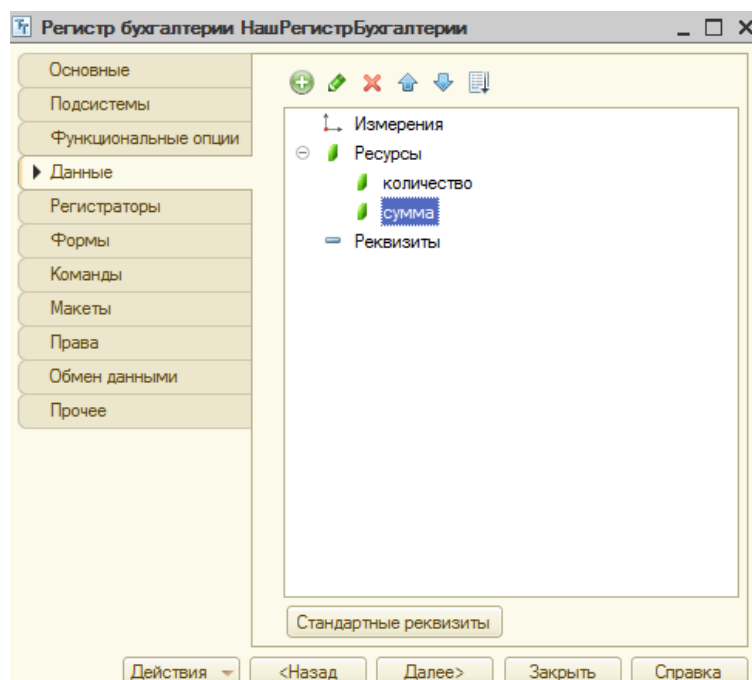 Регистр бухгалтерии НашРегистрБухгалтерии
Основные
Подсистемы
Функциональные опции
Данные
Регистраторы
Формы
Команды
Макеты
Права
Обмен данными
Прочее
Измерения
Ресурсы
количество
сумма
Реквизиты
Стандартные реквизиты
Действия <Назад Далее> Закрыть Справка